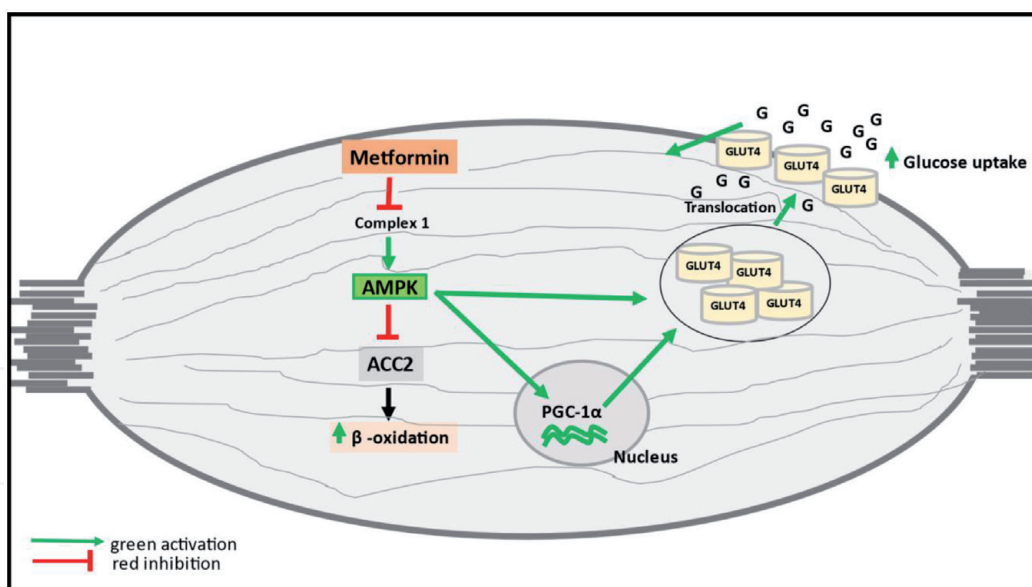 Metformin
Complex 1
AMPK
ACC2
β -oxidation
PGC-1α
Nucleus
G
G
G
G
G
G
G
G
GLUT4
GLUT4
GLUT4
Glucose uptake
G
G
G
G
Translocation
GLUT4
GLUT4
GLUT4
GLUT4
green activation
red inhibition